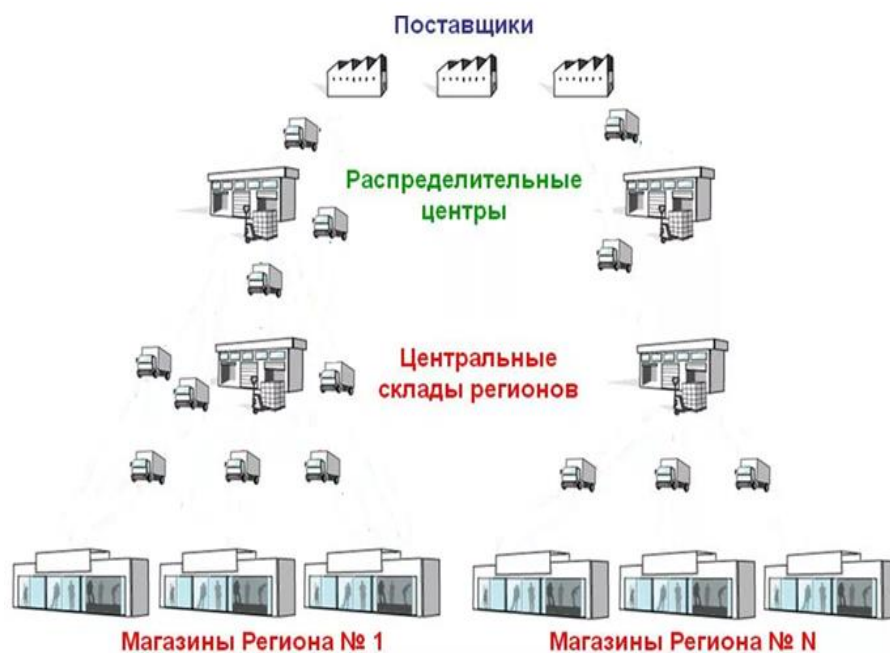 Поставщики
Распределительные
центры
Центральные
склады регионов
Магазины Региона № 1
Магазины Региона № N